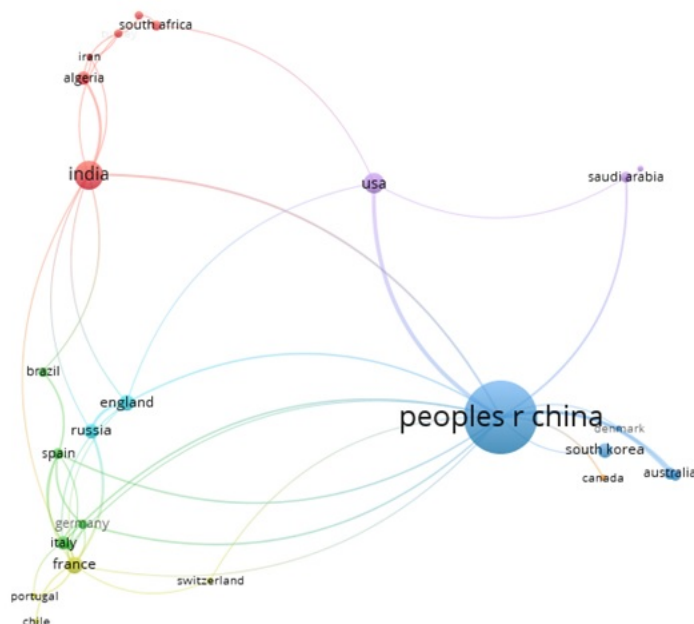 south africa
iran
algeria
india
usa
saudi arabia
brazil
england
peoples r china
denmark
russia
south korea
spain
australia
canada
germany
italy
france
switzerland
portugal
chile